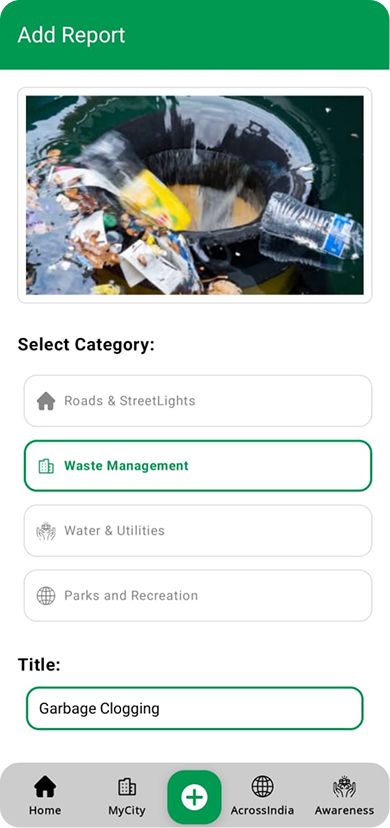 Add Report
Select Category:
Roads & StreetLights
Waste Management
Water & Utilities
Parks and Recreation
Title:
Garbage Clogging
Home
MyCity
AcrossIndia
Awareness